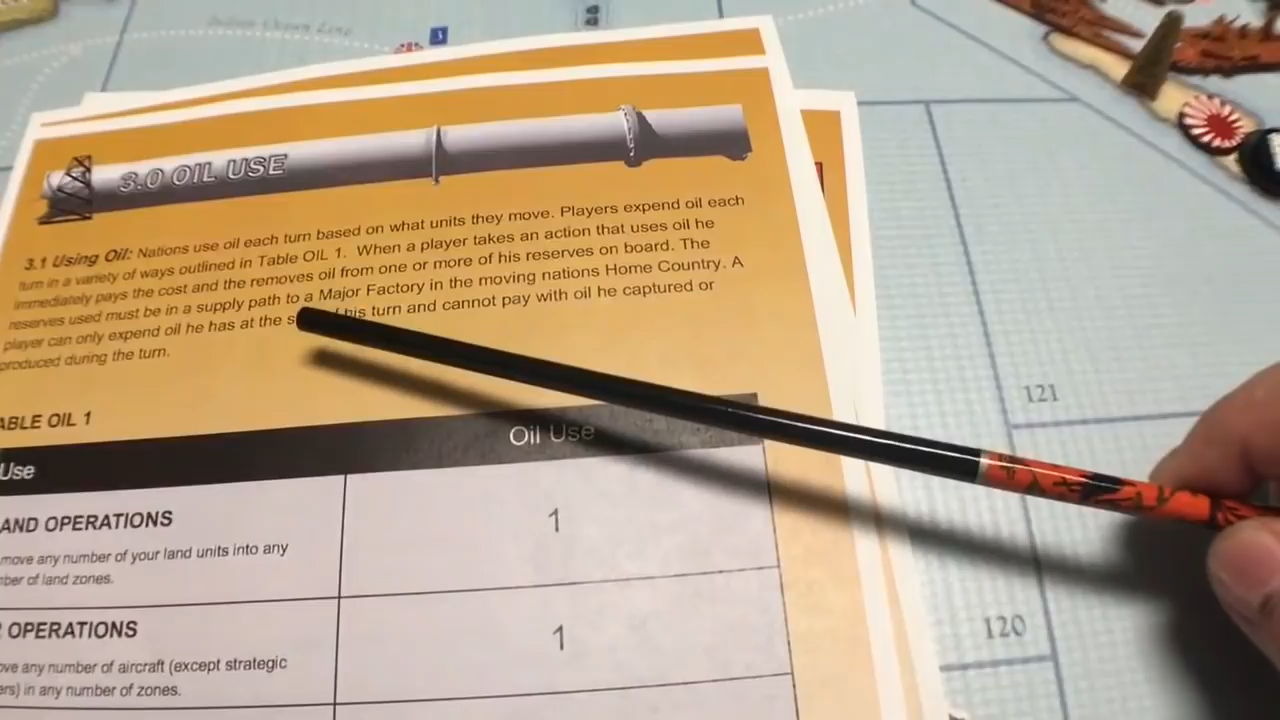 Indian Ocean Line
3
3.0 OIL USE
3.1 Using Oil: Nations use oil each turn based on what units they move. Players expend oil each
turn in a variety of ways outlined in Table OIL 1. When a player takes an action that uses oil he
immediately pays the cost and the removes oil from one or more of his reserves on board. The
reserves used must be in a supply path to a Major Factory in the moving nations Home Country. A
player can only expend oil he has at the s his turn and cannot pay with oil he captured or
produced during the turn.
ABLE OIL 1
Use
Oil Use
AND OPERATIONS
1
move any number of your land units into any
ber of land zones.
OPERATIONS
1
ove any number of aircraft (except strategic
ers) in any number of zones.
121
120